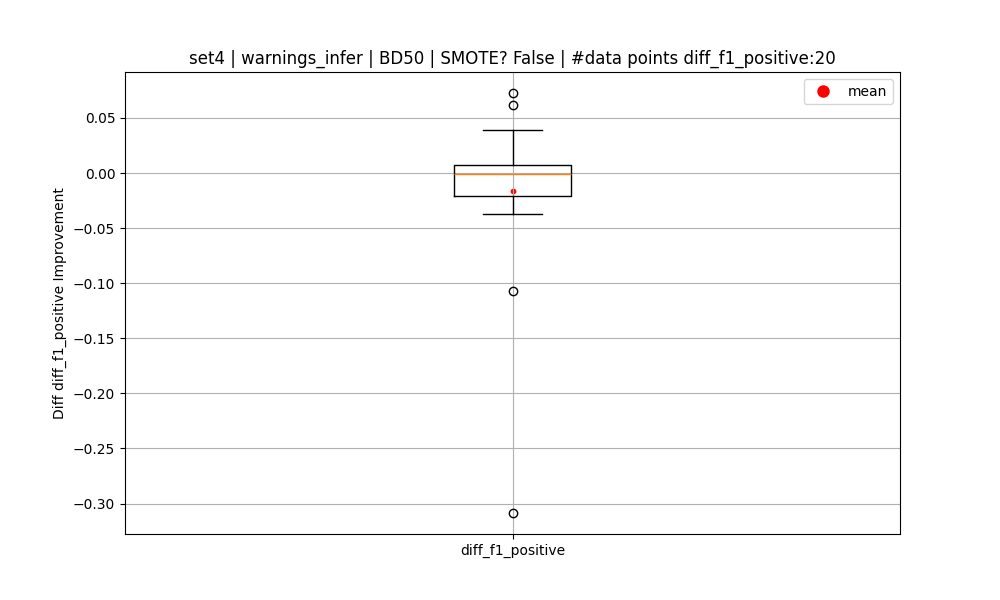 set4 | warnings_infer | BD50 | SMOTE? False | #data points diff_f1_positive:20
mean
0.05
0.00
−0.05
−0.10
−0.15
−0.20
−0.25
−0.30
Diff diff_f1_positive Improvement
diff_f1_positive